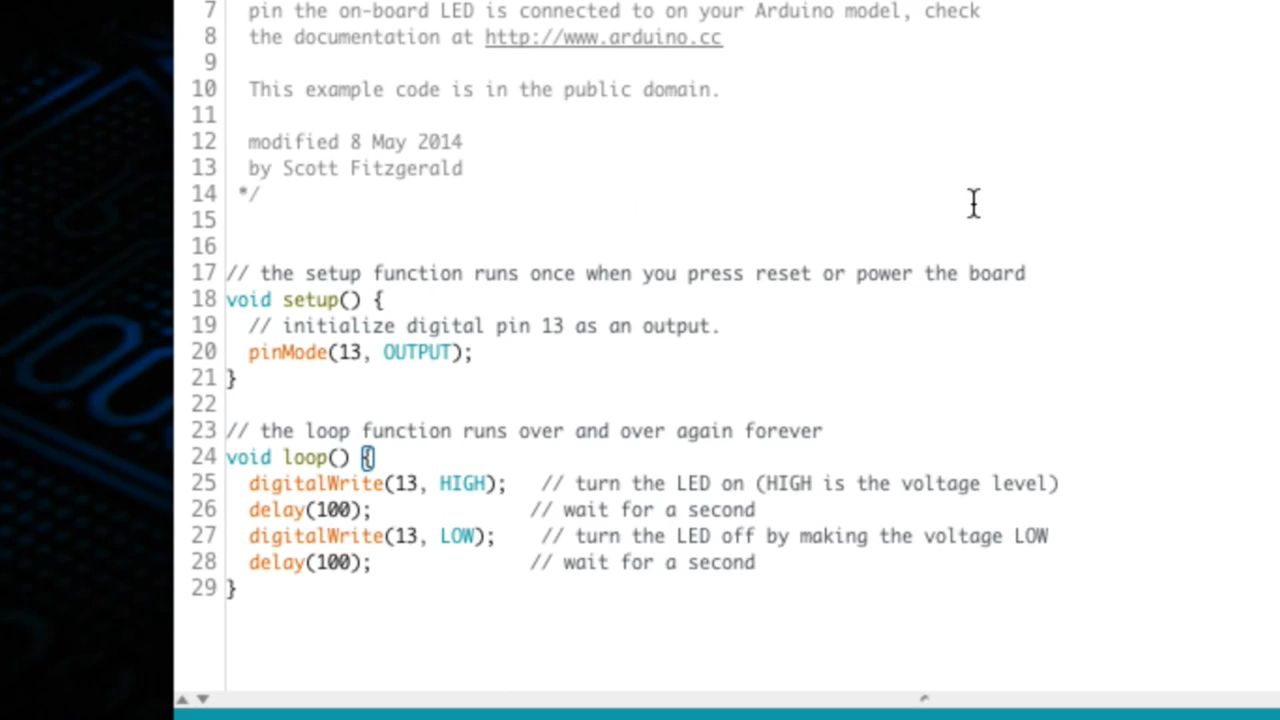 7 pin the on-board LED is connected to on your Arduino model, check
8 the documentation at http://www.arduino.cc
9
10 This example code is in the public domain.
11
12 modified 8 May 2014
13 by Scott Fitzgerald
14 */
15
16
17 // the setup function runs once when you press reset or power the board
18 void setup() {
19 // initialize digital pin 13 as an output.
20 pinMode(13, OUTPUT);
21 }
22
23 // the loop function runs over and over again forever
24 void loop() {
25 digitalWrite(13, HIGH); // turn the LED on (HIGH is the voltage level)
26 delay(100); // wait for a second
27 digitalWrite(13, LOW); // turn the LED off by making the voltage LOW
28 delay(100); // wait for a second
29 }